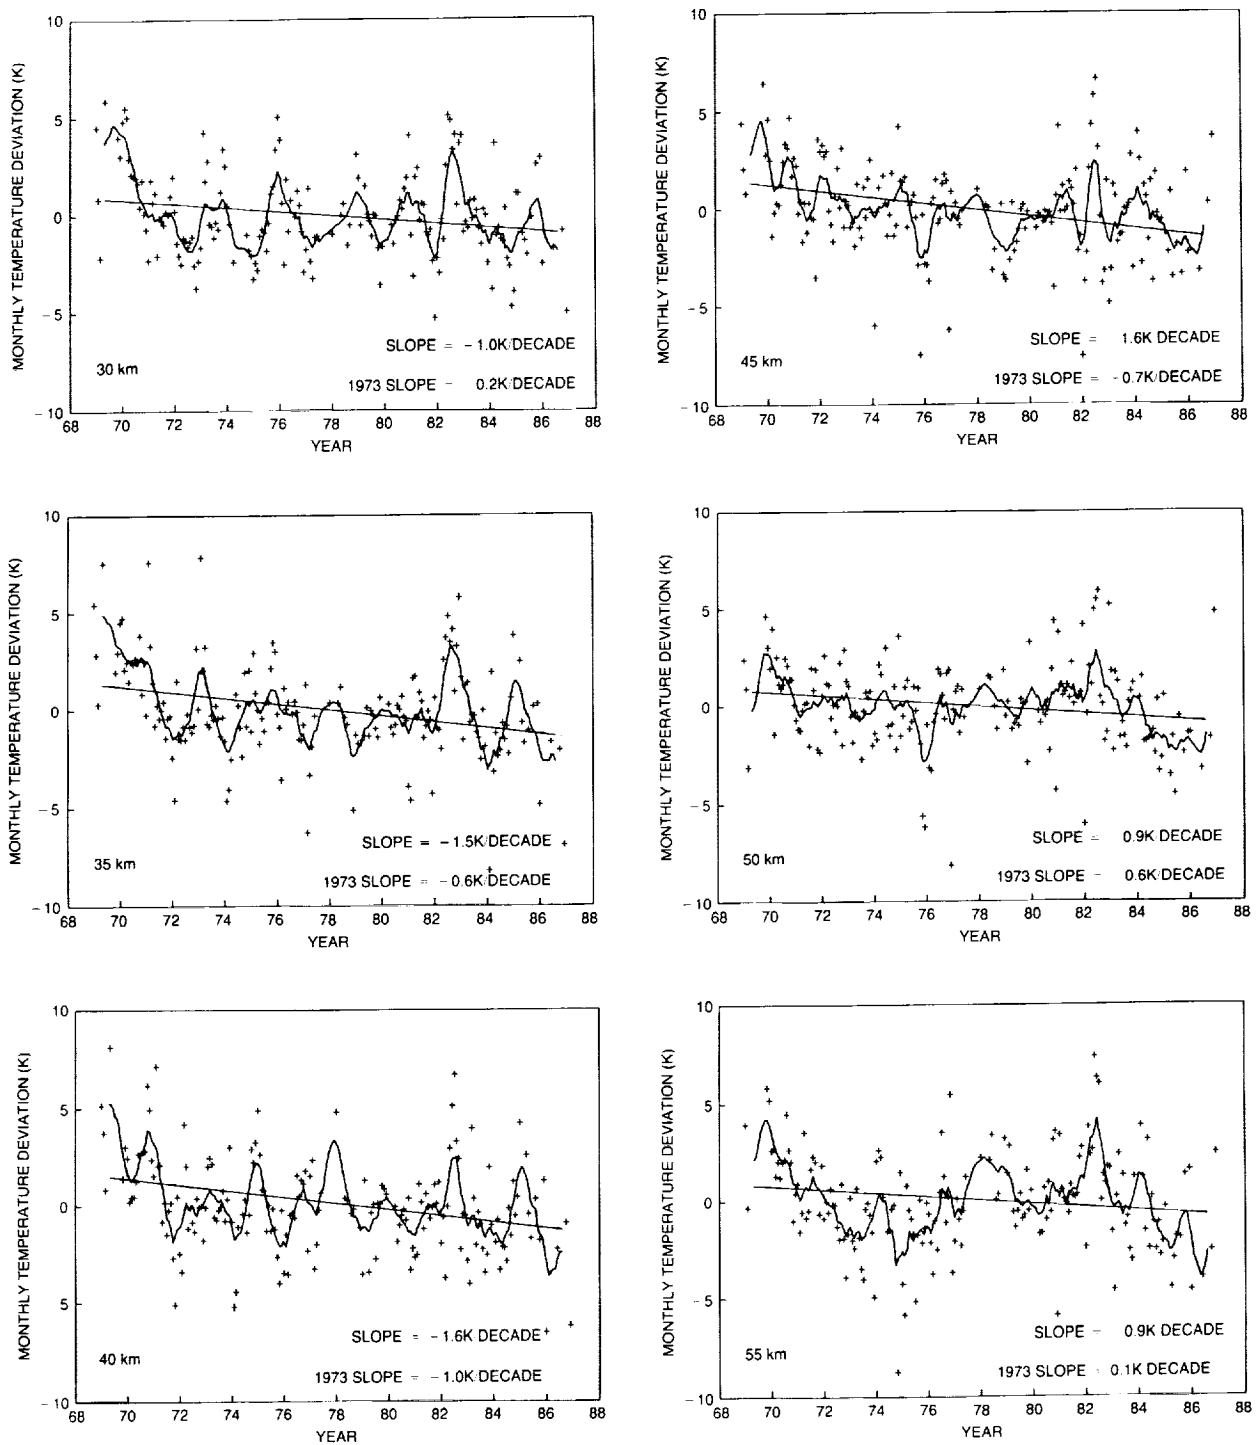 MONTHLY TEMPERATURE DEVIATION (K)
10
5
0
– 5
– 10
30 km
SLOPE = – 1.0K/DECADE
1973 SLOPE – 0.2K/DECADE
68 70 72 74 76 78 80 82 84 86 88
YEAR
MONTHLY TEMPERATURE DEVIATION (K)
10
5
0
– 5
– 10
45 km
SLOPE = 1.6K DECADE
1973 SLOPE = – 0.7K/DECADE
68 70 72 74 76 78 80 82 84 86 88
YEAR
MONTHLY TEMPERATURE DEVIATION (K)
10
5
0
5
– 10
35 km
SLOPE = – 1.5K/DECADE
1973 SLOPE = – 0.6K/DECADE
68 70 72 74 76 78 80 82 84 86 88
YEAR
MONTHLY TEMPERATURE DEVIATION (K)
10
5
0
– 5
– 10
50 km
SLOPE = 0.9K/DECADE
1973 SLOPE – 0.6K/DECADE
68 70 72 74 76 78 80 82 84 86 88
YEAR
MONTHLY TEMPERATURE DEVIATION (K)
10
5
0
5
– 10
40 km
SLOPE = – 1.6K DECADE
1973 SLOPE = – 1.0K/DECADE
68 70 72 74 76 78 80 82 84 86 88
YEAR
MONTHLY TEMPERATURE DEVIATION (K)
10
5
0
– 5
– 10
55 km
SLOPE = 0.9K DECADE
1973 SLOPE = 0.1K DECADE
68 70 72 74 76 78 80 82 84 86 88
YEAR